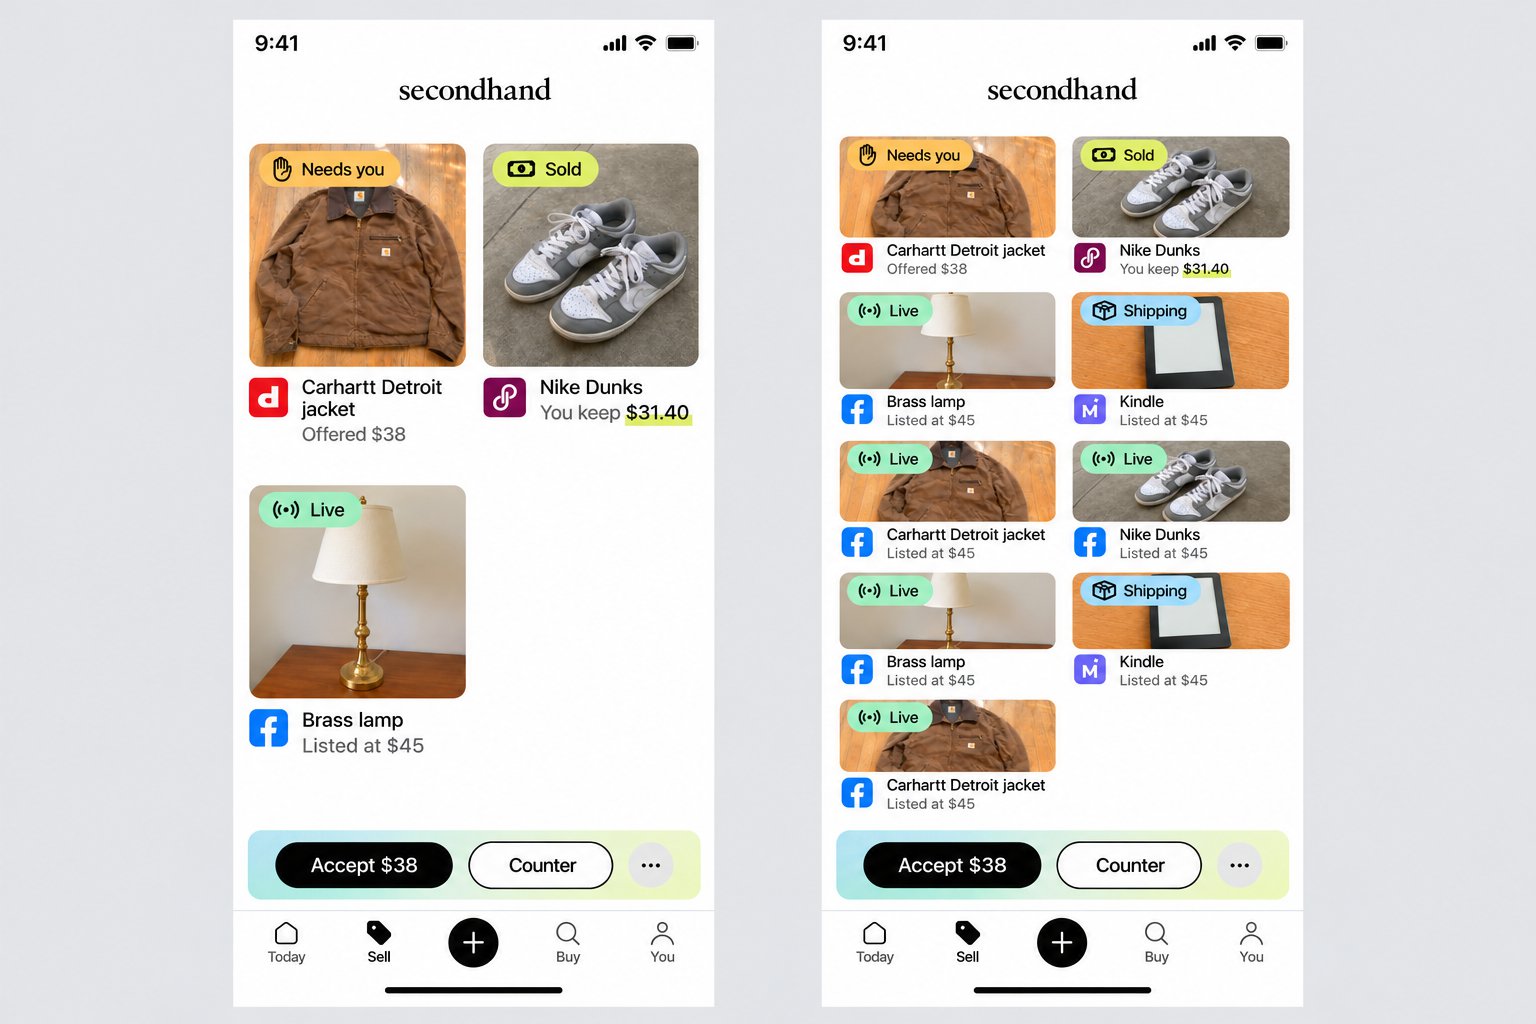 9:41
secondhand
Needs you
Sold
Carhartt Detroit
jacket
Offered $38
Nike Dunks
You keep $31.40
Live
Brass lamp
Listed at $45
Accept $38
Counter
Today
Sell
Buy
You
9:41
secondhand
Needs you
Sold
Carhartt Detroit jacket
Offered $38
Nike Dunks
You keep $31.40
Live
Shipping
Brass lamp
Listed at $45
Kindle
Listed at $45
Live
Live
Carhartt Detroit jacket
Listed at $45
Nike Dunks
Listed at $45
Live
Shipping
Brass lamp
Listed at $45
Kindle
Listed at $45
Live
Carhartt Detroit jacket
Listed at $45
Accept $38
Counter
Today
Sell
Buy
You